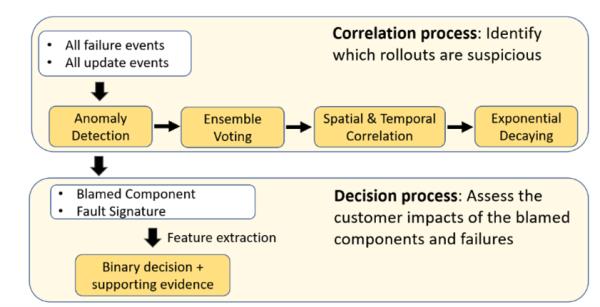 • All failure events
• All update events
Correlation process: Identify
which rollouts are suspicious
Anomaly
Detection
Ensemble
Voting
Spatial & Temporal
Correlation
Exponential
Decaying
• Blamed Component
• Fault Signature
Decision process: Assess the
customer impacts of the blamed
components and failures
Feature extraction
Binary decision +
supporting evidence